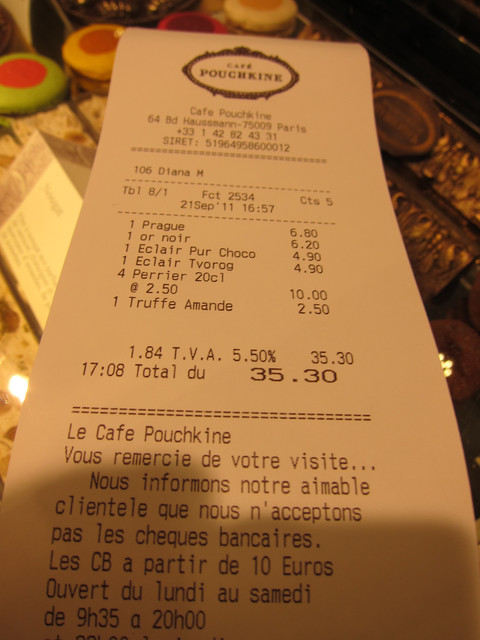 CAFÉ
POUCHKINE
Cafe Pouchkine
64 Bd Haussmann-75009 Paris
+33 1 42 82 43 31
SIRET: 51964958600012
106 Diana M
Tbl 8/1 Fct 2534 Cts 5
21Sep'11 16:57
1 Prague 6.80
1 or noir 6.20
1 Eclair Pur Choco 4.90
1 Eclair Tvorog 4.90
4 Perrier 20cl
@ 2.50 10.00
1 Truffe Amande 2.50
1.84 T.V.A. 5.50% 35.30
17:08 Total du 35.30
Le Cafe Pouchkine
Vous remercie de votre visite...
Nous informons notre aimable
clientele que nous n'acceptons
pas les cheques bancaires.
Les CB a partir de 10 Euros
Ouvert du lundi au samedi
de 9h35 a 20h00